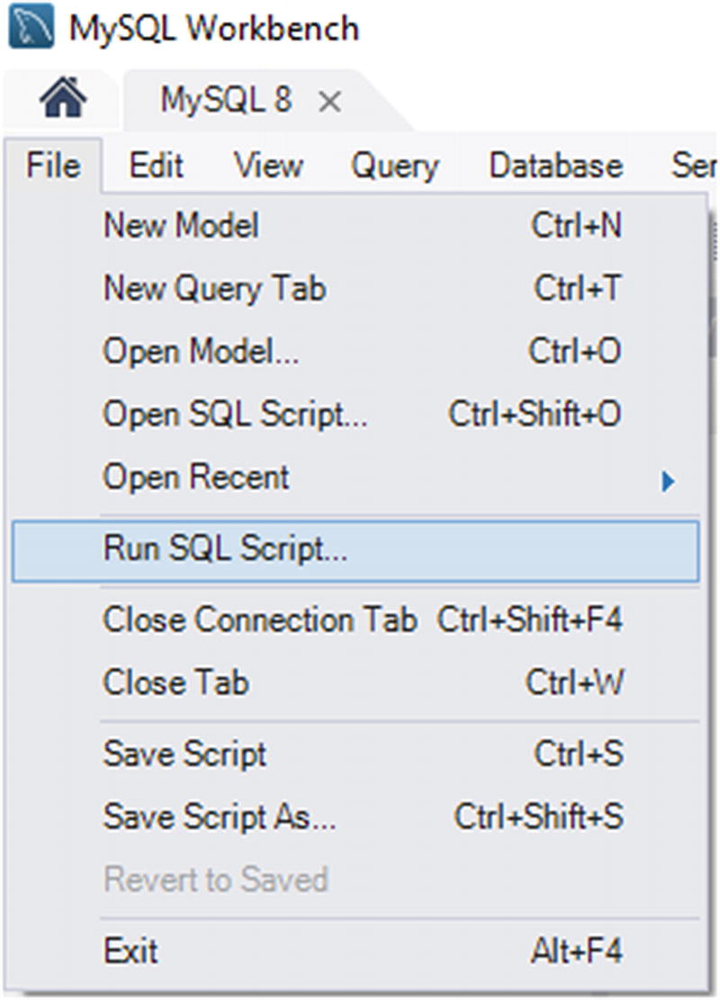 MySQL Workbench
MySQL 8
File Edit View Query Database
New Model Ctrl+N
New Query Tab Ctrl+T
Open Model... Ctrl+O
Open SQL Script... Ctrl+Shift+O
Open Recent
Run SQL Script...
Close Connection Tab Ctrl+Shift+F4
Close Tab Ctrl+W
Save Script Ctrl+S
Save Script As... Ctrl+Shift+S
Revert to Saved
Exit Alt+F4